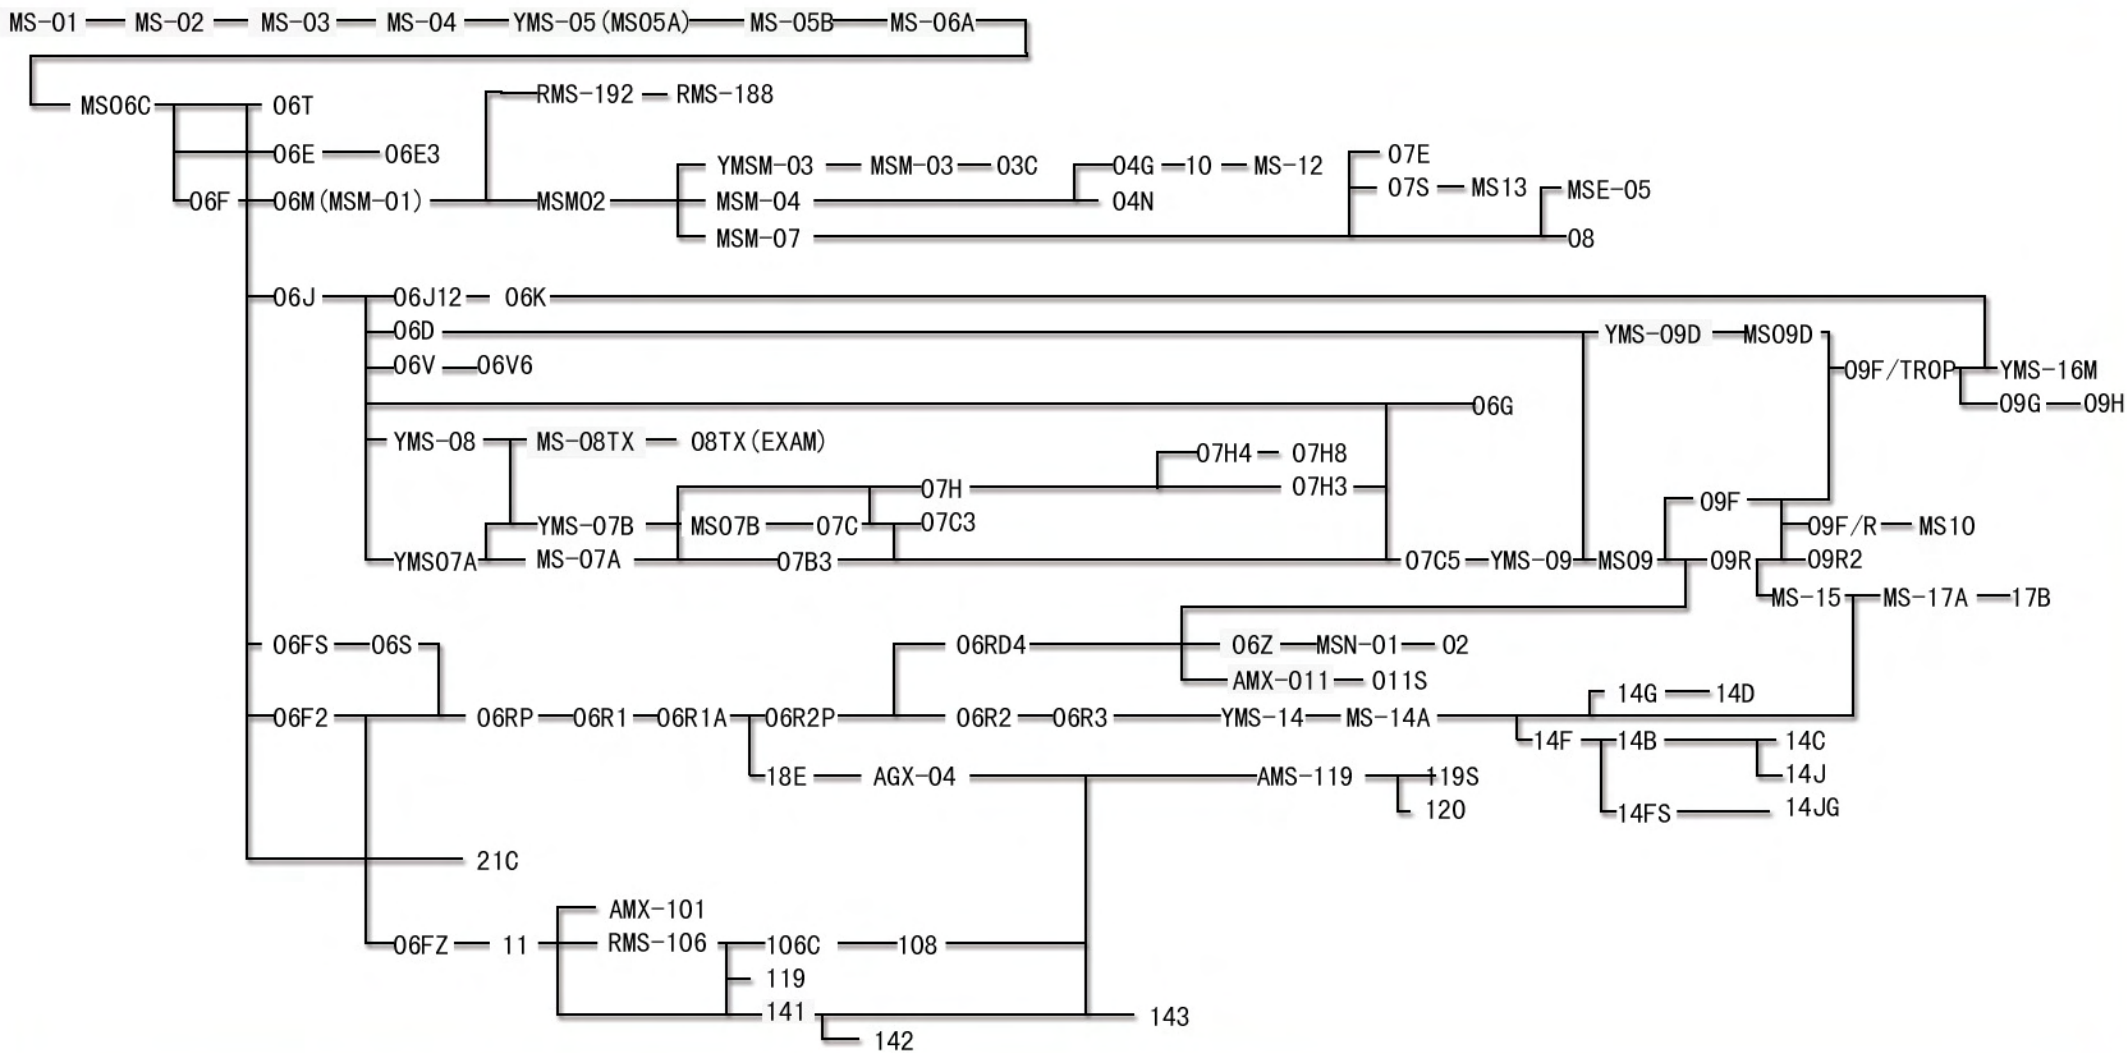 MS-01 MS-02 MS-03 MS-04 YMS-05(MS05A) MS-05B MS-06A
RMS-192 RMS-188
MS06C 06T
06E 06E3 07E
YMSM-03 MSM-03 03C 04G 10 MS-12
07S MS13 MSE-05
06F 06M(MSM-01) MSM02 MSM-04 04N
MSM-07 08
06J 06J12 06K
06D YMS-09D MS09D
06V 06V6 09F/TROP YMS-16M
06G 09G 09H
YMS-08 MS-08TX 08TX(EXAM)
07H4 07H8
07H 07H3
09F
YMS-07B MS07B 07C 07C3 09F/R MS10
YMS07A MS-07A 07B3 07C5 YMS-09 MS09 09R 09R2
MS-15 MS-17A 17B
06FS 06S 06RD4 06Z MSN-01 02
AMX-011 011S
14G 14D
06F2 06RP 06R1 06R1A 06R2P 06R2 06R3 YMS-14 MS-14A
14F 14B 14C
18E AGX-04 AMS-119 119S 14J
120 14FS 14JG
21C
AMX-101
06FZ 11 RMS-106 106C 108
119
141 143
142